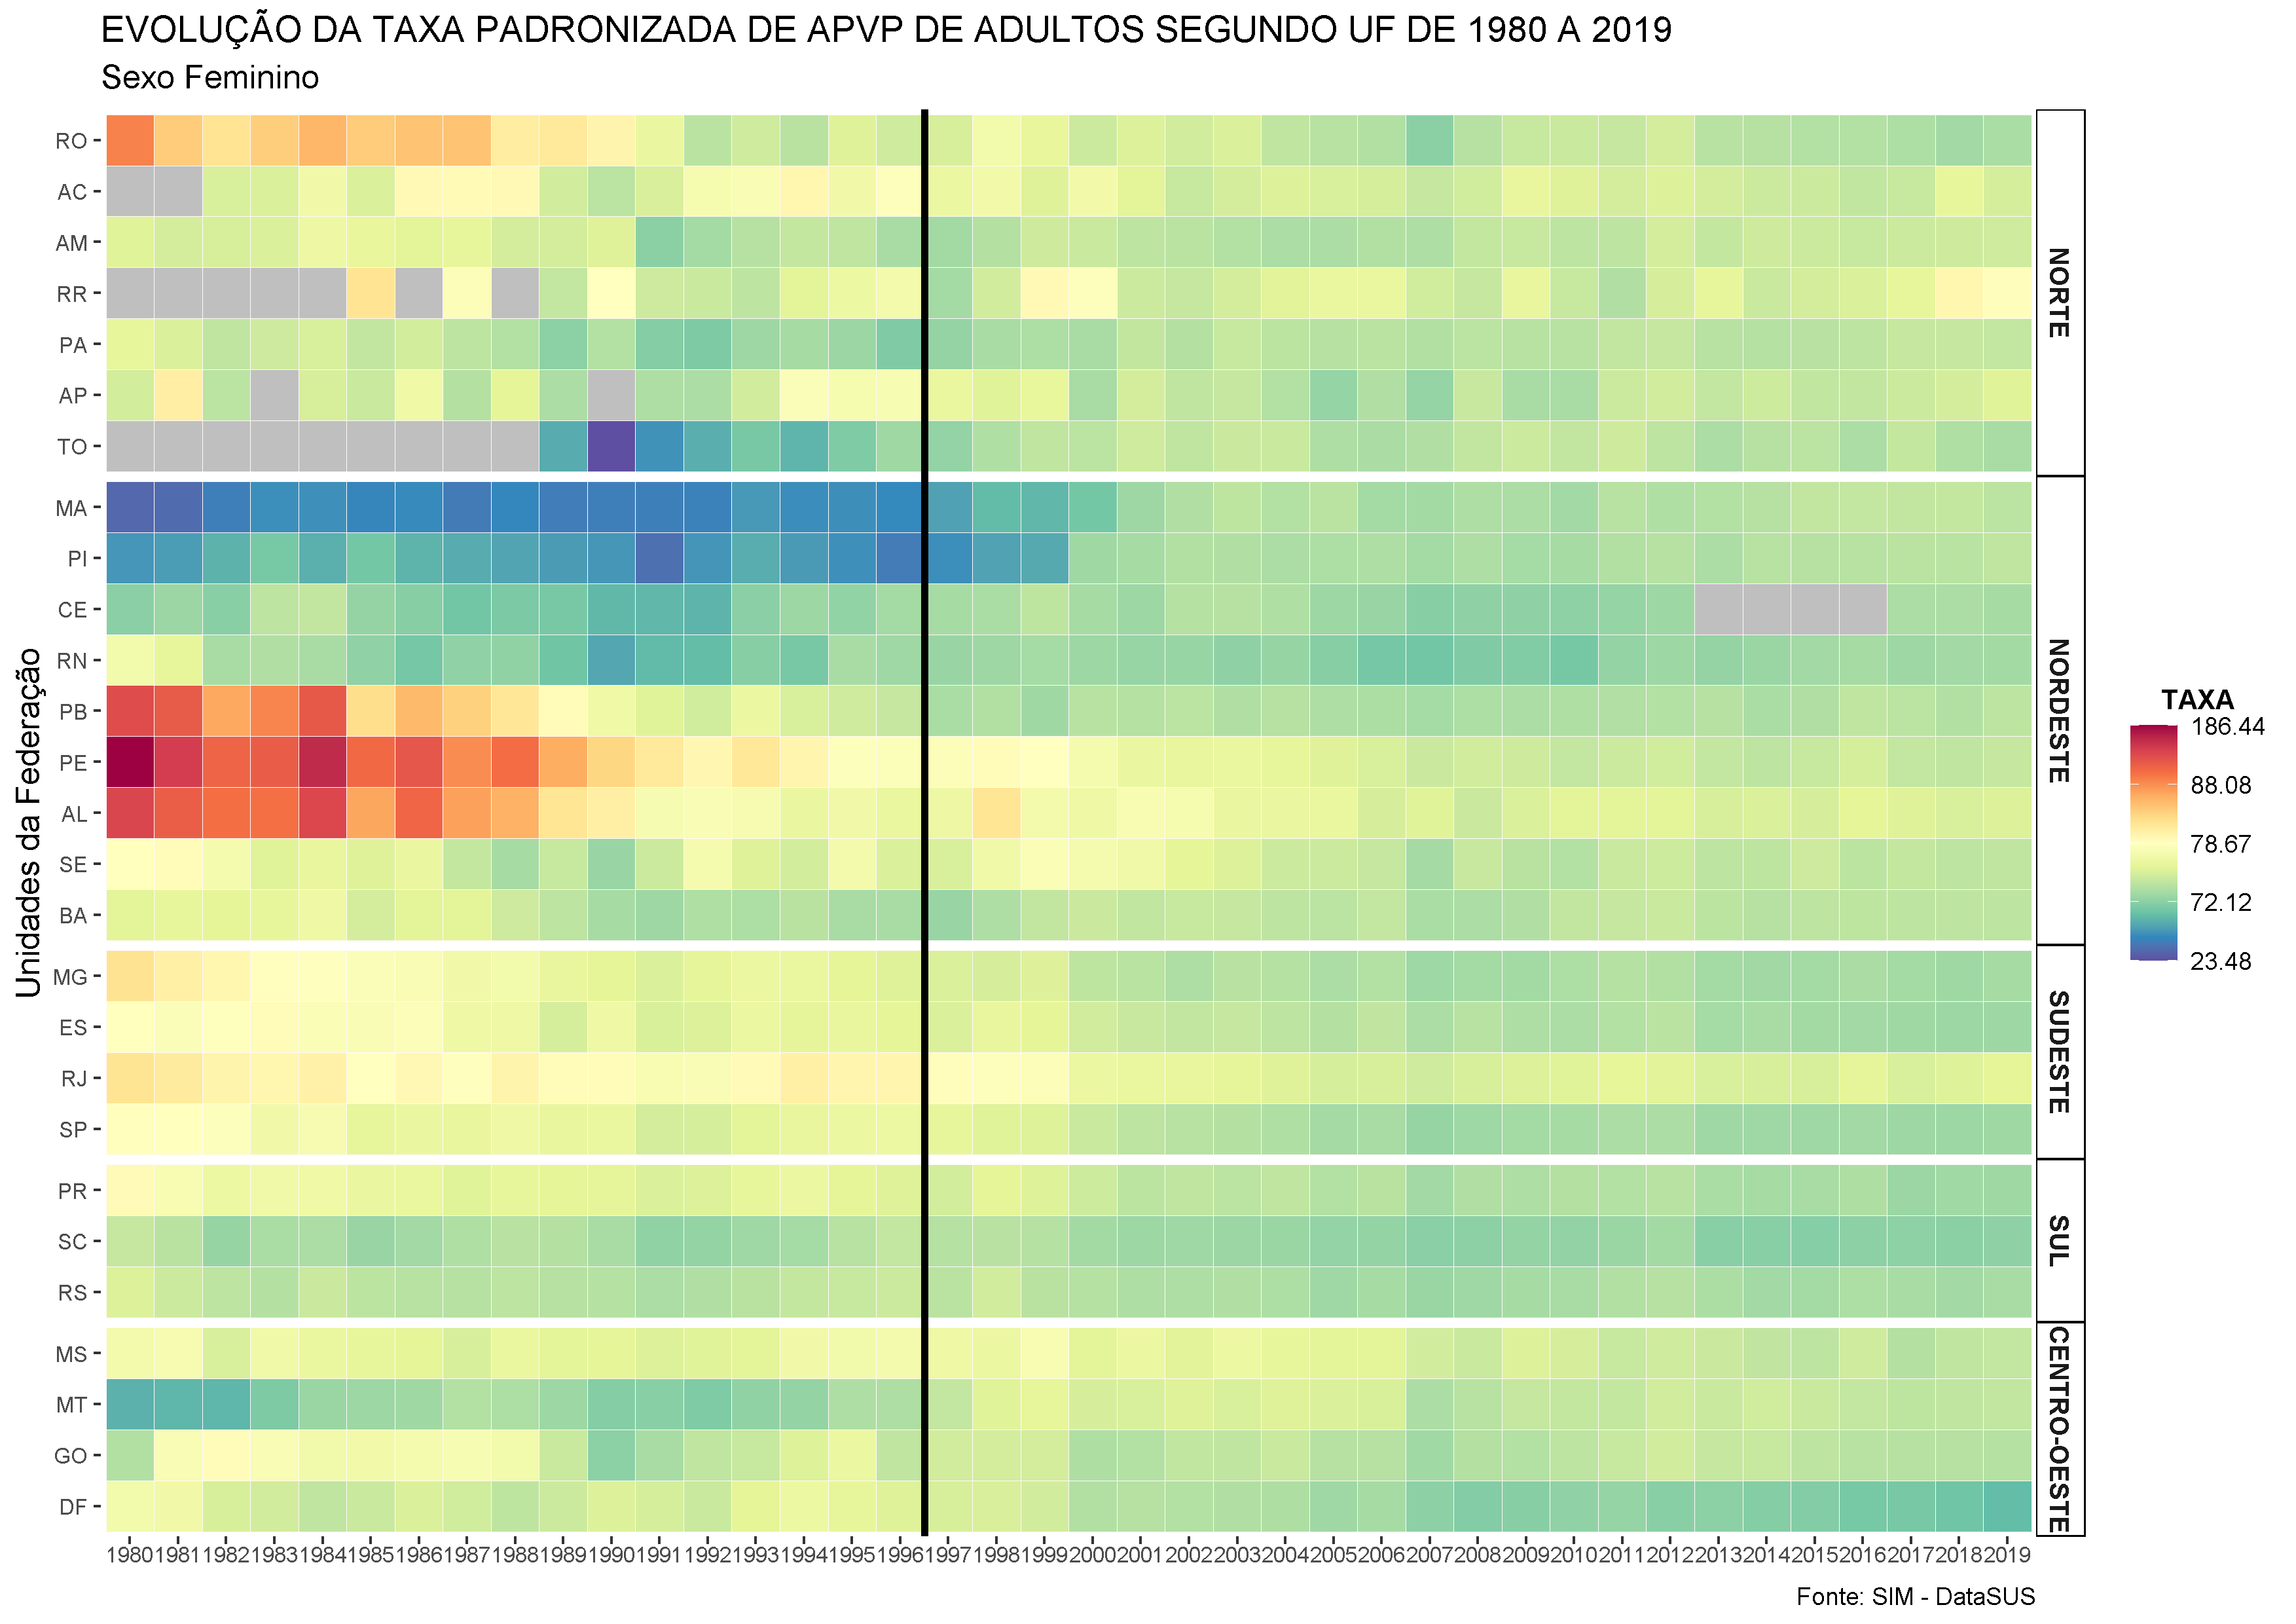 EVOLUÇÃO DA TAXA PADRONIZADA DE APVP DE ADULTOS SEGUNDO UF DE 1980 A 2019
Sexo Feminino
Unidades da Federação
RO
AC
AM
RR
PA
AP
TO
NORTE
MA
PI
CE
RN
PB
PE
AL
SE
BA
NORDESTE
MG
ES
RJ
SP
SUDESTE
PR
SC
RS
SUL
MS
MT
GO
DF
CENTRO-OESTE
1980 1981 1982 1983 1984 1985 1986 1987 1988 1989 1990 1991 1992 1993 1994 1995 1996 1997 1998 1999 2000 2001 2002 2003 2004 2005 2006 2007 2008 2009 2010 2011 2012 2013 2014 2015 2016 2017 2018 2019
TAXA
186.44
88.08
78.67
72.12
23.48
Fonte: SIM - DataSUS